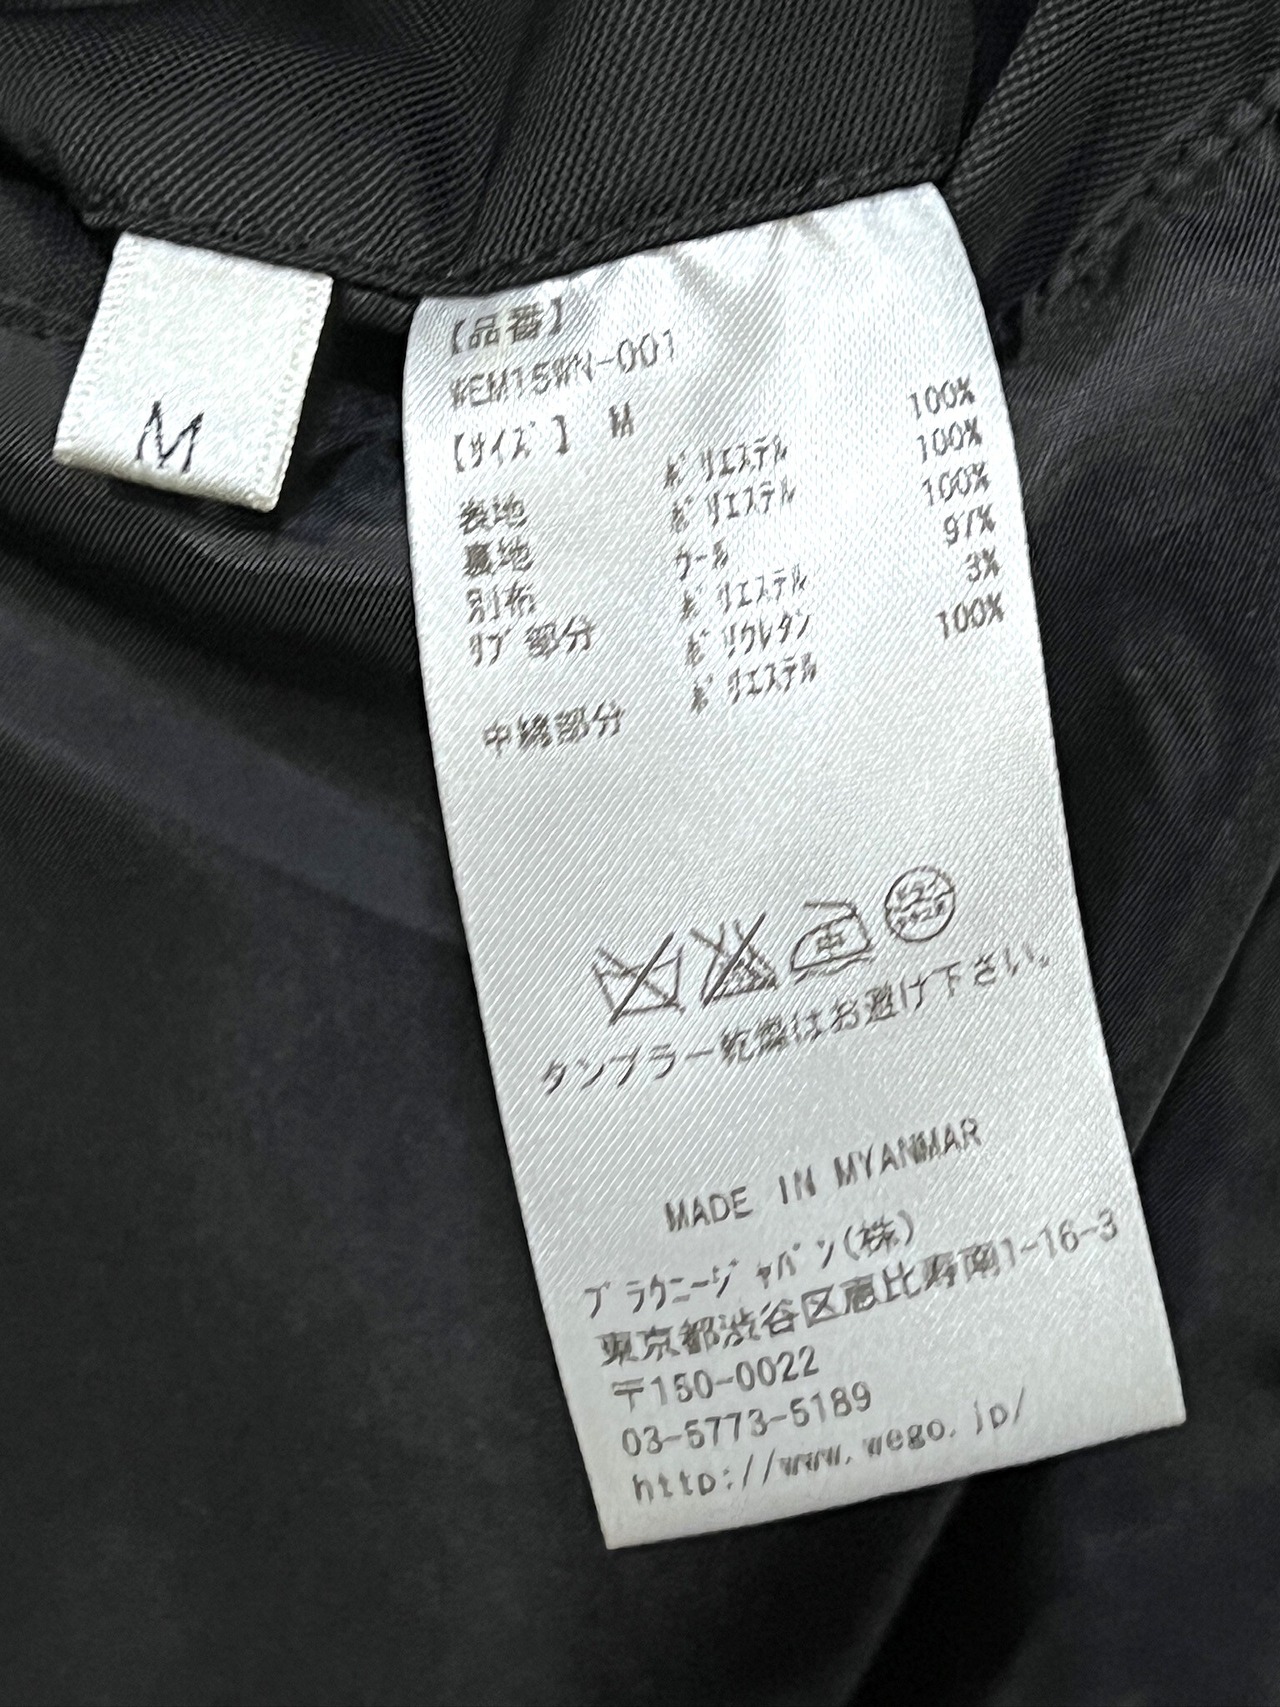 M
【品番】
WEM15WN-001
【ｻｲｽﾞ】 M
表地 ﾎﾟﾘｴｽﾃﾙ 100%
裏地 ﾎﾟﾘｴｽﾃﾙ 100%
別布 ｳｰﾙ 100%
ﾘﾌﾞ部分 ﾎﾟﾘｴｽﾃﾙ 97%
ﾎﾟﾘｳﾚﾀﾝ 3%
中綿部分 ﾎﾟﾘｴｽﾃﾙ 100%
中
ドライ
タンブラー乾燥はお避け下さい。
MADE IN MYANMAR
ﾌﾞﾗｳﾆｰｼﾞｬﾊﾟﾝ(株)
東京都渋谷区恵比寿南1-16-3
〒150-0022
03-5773-5189
http://www.wego.jp/